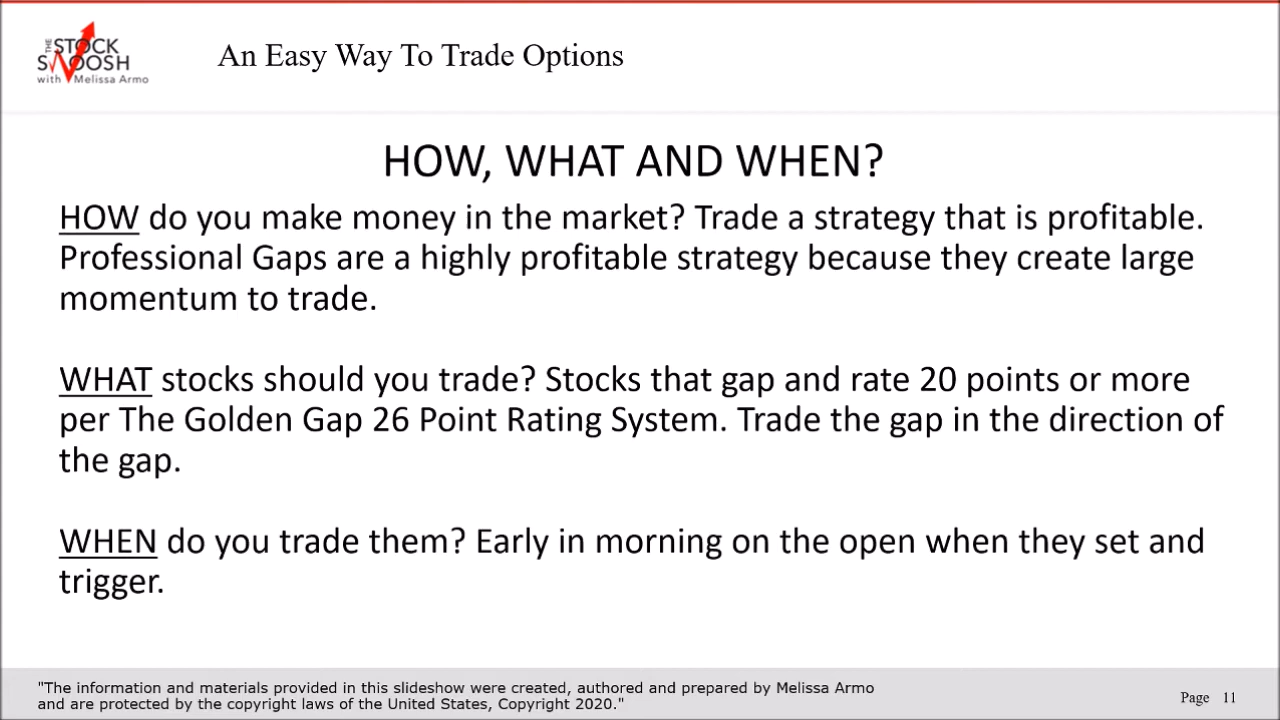 THE
STOCK
SWOOSH
with Melissa Armo
An Easy Way To Trade Options
HOW, WHAT AND WHEN?
HOW do you make money in the market? Trade a strategy that is profitable.
Professional Gaps are a highly profitable strategy because they create large
momentum to trade.
WHAT stocks should you trade? Stocks that gap and rate 20 points or more
per The Golden Gap 26 Point Rating System. Trade the gap in the direction of
the gap.
WHEN do you trade them? Early in morning on the open when they set and
trigger.
"The information and materials provided in this slideshow were created, authored and prepared by Melissa Armo
and are protected by the copyright laws of the United States, Copyright 2020."
Page 11